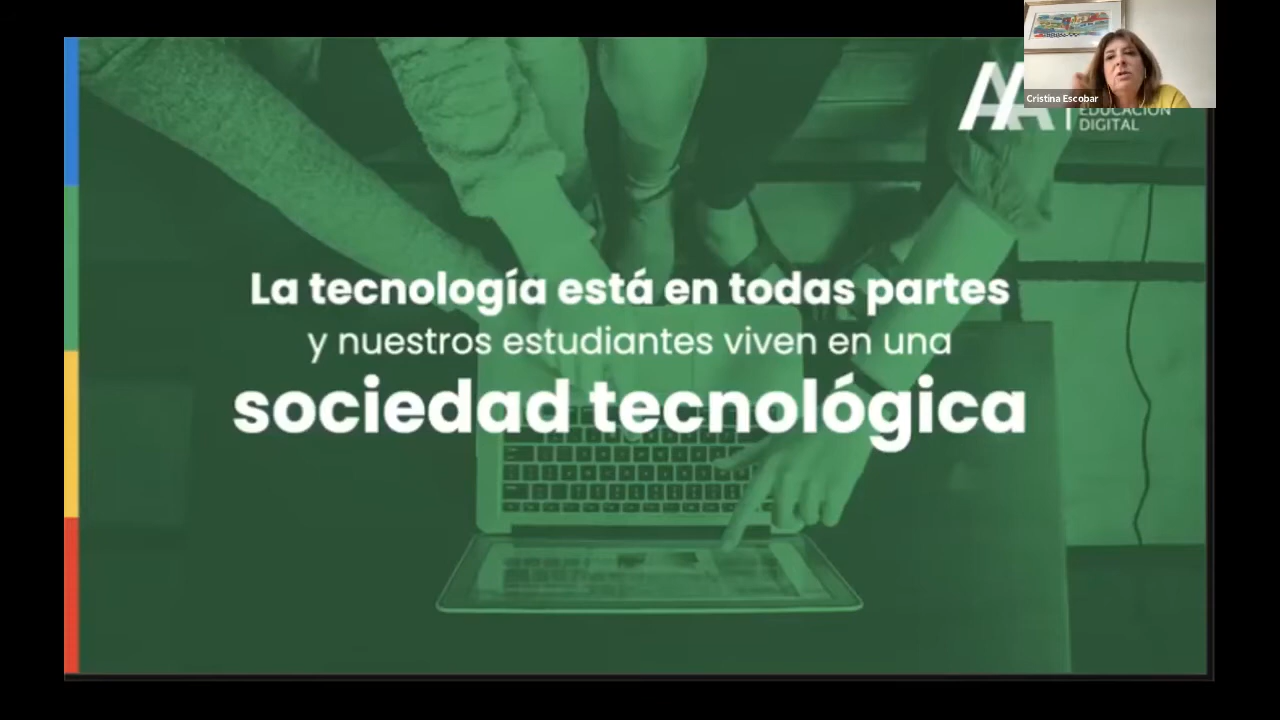 Cristina Escobar
EDUCACIÓN
DIGITAL
La tecnología está en todas partes
y nuestros estudiantes viven en una
sociedad tecnológica